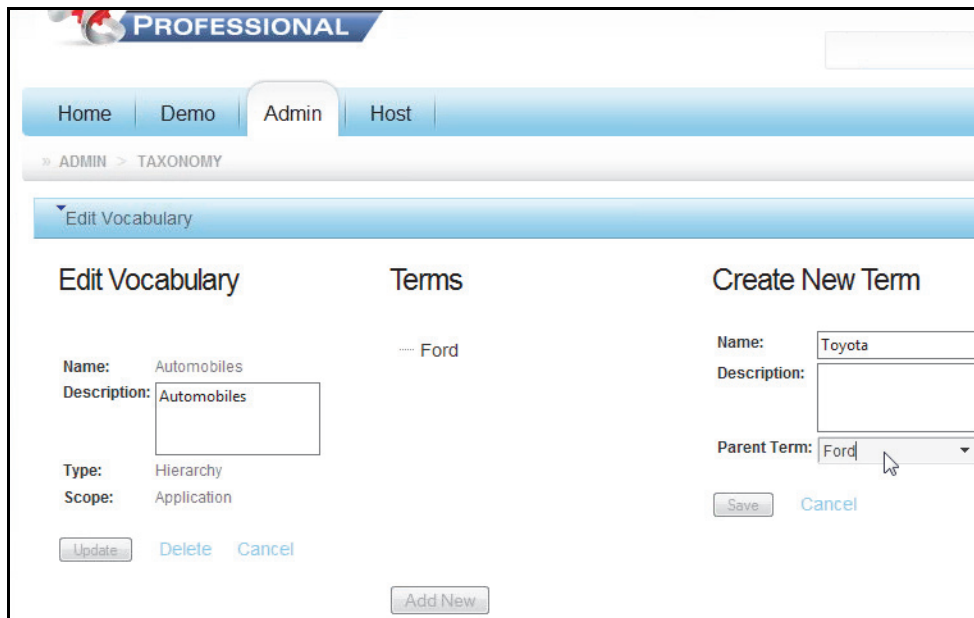 PROFESSIONAL
Home Demo Admin Host
» ADMIN > TAXONOMY
Edit Vocabulary
Edit Vocabulary
Name: Automobiles
Description: Automobiles
Type: Hierarchy
Scope: Application
Update Delete Cancel
Terms
Ford
Add New
Create New Term
Name: Toyota
Description:
Parent Term: Ford
Save Cancel